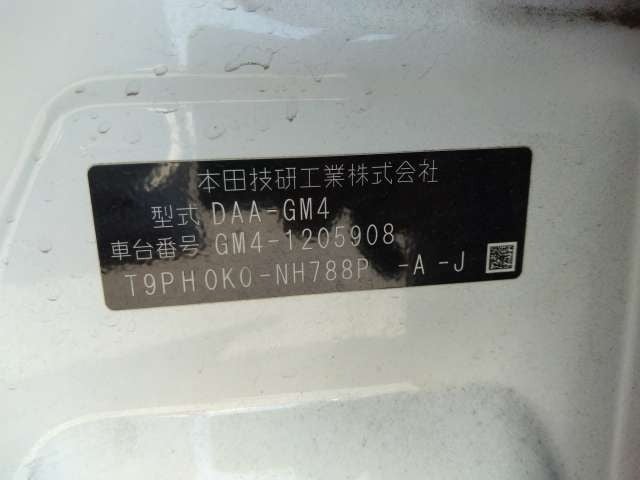 本田技研工業株式会社
型式 DAA-GM4
車台番号 GM4-1205908
T9PH0K0-NH788P -A-J